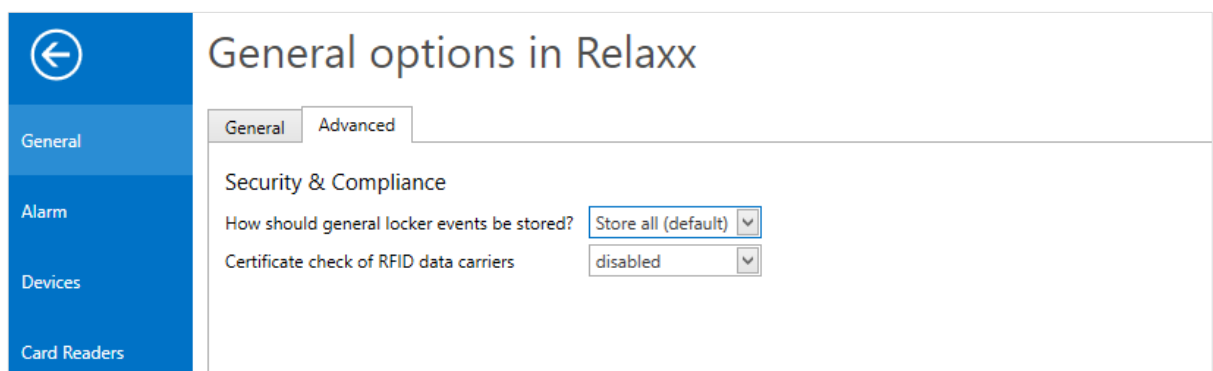 General options in Relaxx
General
Alarm
Devices
Card Readers
General Advanced
Security & Compliance
How should general locker events be stored? Store all (default)
Certificate check of RFID data carriers disabled